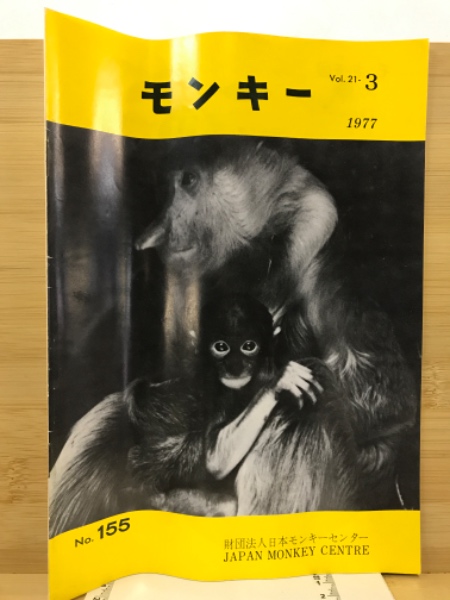 モンキー
Vol. 21- 3
1977
No. 155
財団法人日本モンキーセンター
JAPAN MONKEY CENTRE